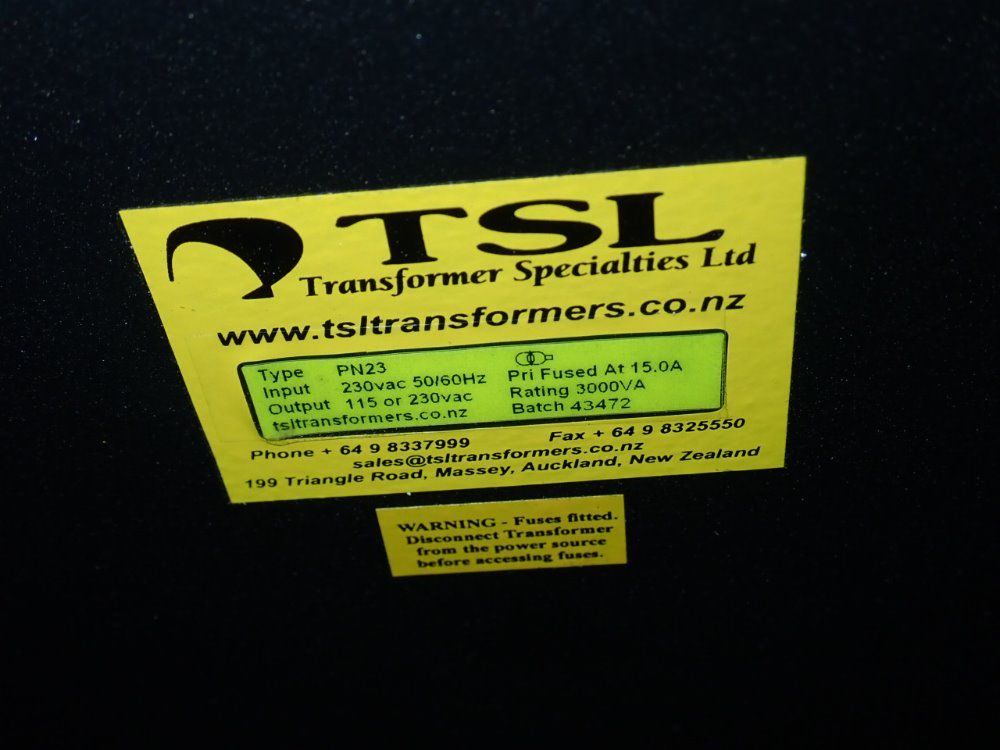 TSL
Transformer Specialties Ltd
www.tsltransformers.co.nz
Type PN23
Input 230vac 50/60Hz
Output 115 or 230vac
tsltransformers.co.nz
Pri Fused At 15.0A
Rating 3000VA
Batch 43472
Phone + 64 9 8337999 Fax + 64 9 8325550
sales@tsltransformers.co.nz
199 Triangle Road, Massey, Auckland, New Zealand
WARNING - Fuses fitted.
Disconnect Transformer
from the power source
before accessing fuses.